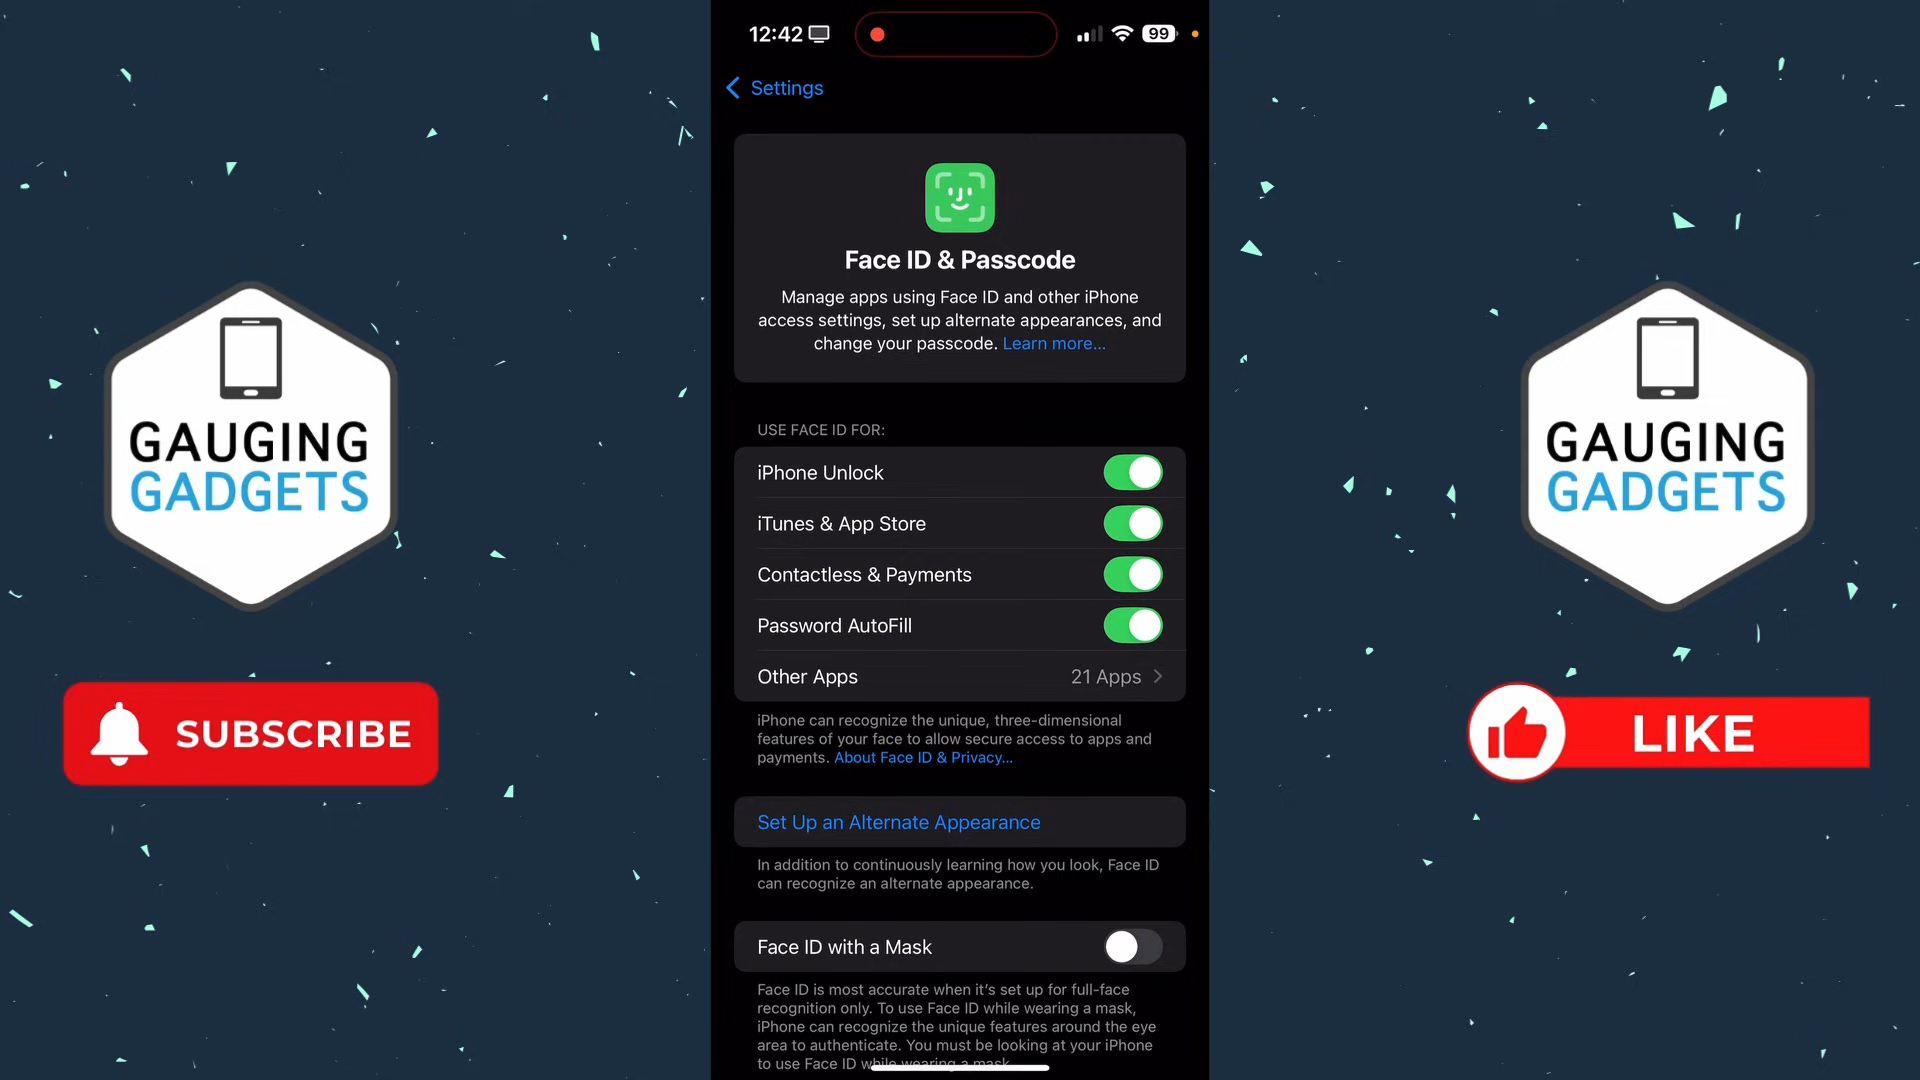 12:42
99
Settings
Face ID & Passcode
Manage apps using Face ID and other iPhone
access settings, set up alternate appearances, and
change your passcode. Learn more...
USE FACE ID FOR:
iPhone Unlock
iTunes & App Store
Contactless & Payments
Password AutoFill
Other Apps 21 Apps
iPhone can recognize the unique, three-dimensional
features of your face to allow secure access to apps and
payments. About Face ID & Privacy...
Set Up an Alternate Appearance
In addition to continuously learning how you look, Face ID
can recognize an alternate appearance.
Face ID with a Mask
Face ID is most accurate when it's set up for full-face
recognition only. To use Face ID while wearing a mask,
iPhone can recognize the unique features around the eye
area to authenticate. You must be looking at your iPhone
to use Face ID while wearing a mask.
GAUGING
GADGETS
SUBSCRIBE
GAUGING
GADGETS
LIKE